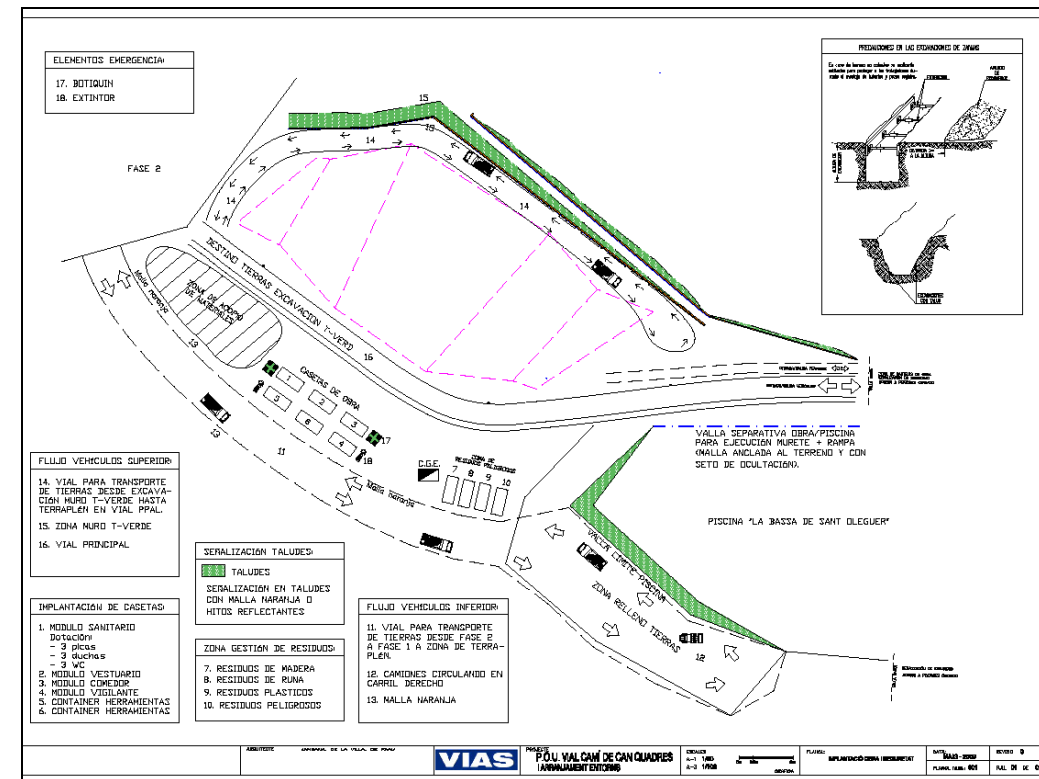 ELEMENTOS EMERGENCIA:
17. BOTIQUIN
18. EXTINTOR
FASE 2
15
15
14
14
14
PRECAUCIONES EN LAS EXCAVACIONES DE ZANJAS
DESTINO TIERRAS EXCAVACION T-VERD
16
Malla naranja
ZONA DE ACOPIO
DE MATERIALES
13
CASETAS DE OBRA
1
2
3
5
6
4
17
18
13
11
C.G.E.
ZONA DE
RESIDUOS PELIGROSOS
7 8 9 10
Malla naranja
VALLA SEPARATIVA OBRA/PISCINA
PARA EJECUCIÓN MURETE + RAMPA
(MALLA ANCLADA AL TERRENO Y CON
SETO DE OCULTACIÓN).
PISCINA "LA BASSA DE SANT OLEGUER"
VALLA LIMITE PISCINA
ZONA RELLENO TIERRAS
12
FLUJO VEHICULOS SUPERIOR:
14. VIAL PARA TRANSPORTE
DE TIERRAS DESDE EXCAVA-
CIÓN MURO T-VERDE HASTA
TERRAPLÉN EN VIAL PPAL.
15. ZONA MURO T-VERDE
16. VIAL PRINCIPAL
SEÑALIZACIÓN TALUDES:
TALUDES
SEÑALIZACIÓN EN TALUDES
CON MALLA NARANJA O
HITOS REFLECTANTES
IMPLANTACIÓN DE CASETAS:
1. MODULO SANITARIO
Dotación:
- 3 picas
- 3 duchas
- 3 WC
2. MODULO VESTUARIO
3. MODULO COMEDOR
4. MODULO VIGILANTE
5. CONTAINER HERRAMIENTAS
6. CONTAINER HERRAMIENTAS
ZONA GESTIÓN DE RESIDUOS:
7. RESIDUOS DE MADERA
8. RESIDUOS DE RUNA
9. RESIDUOS PLASTICOS
10. RESIDUOS PELIGROSOS
FLUJO VEHICULOS INFERIOR:
11. VIAL PARA TRANSPORTE
DE TIERRAS DESDE FASE 2
A FASE 1 A ZONA DE TERRA-
PLÉN.
12. CAMIONES CIRCULANDO EN
CARRIL DERECHO
13. MALLA NARANJA
VIAS
PROJECTE
P.O.U. VIAL CAMÍ DE CAN QUADRES
I ARRANJAMENT ENTORNS